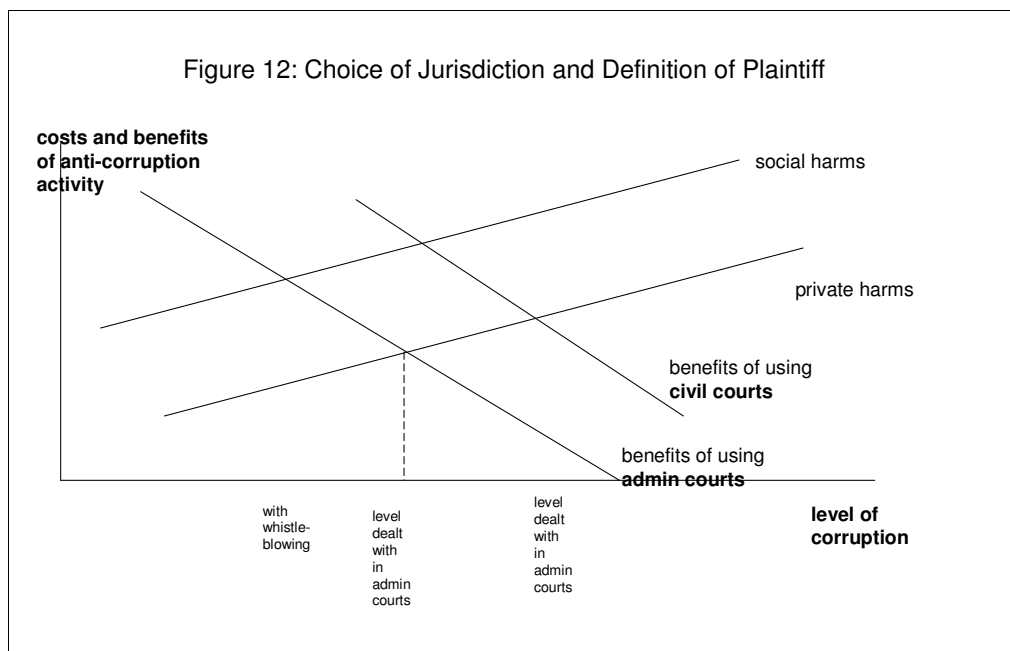 Figure 12: Choice of Jurisdiction and Definition of Plaintiff
costs and benefits
of anti-corruption
activity
social harms
private harms
benefits of using
civil courts
benefits of using
admin courts
with
whistle-
blowing
level
dealt
with
in
admin
courts
level
dealt
with
in
admin
courts
level of
corruption